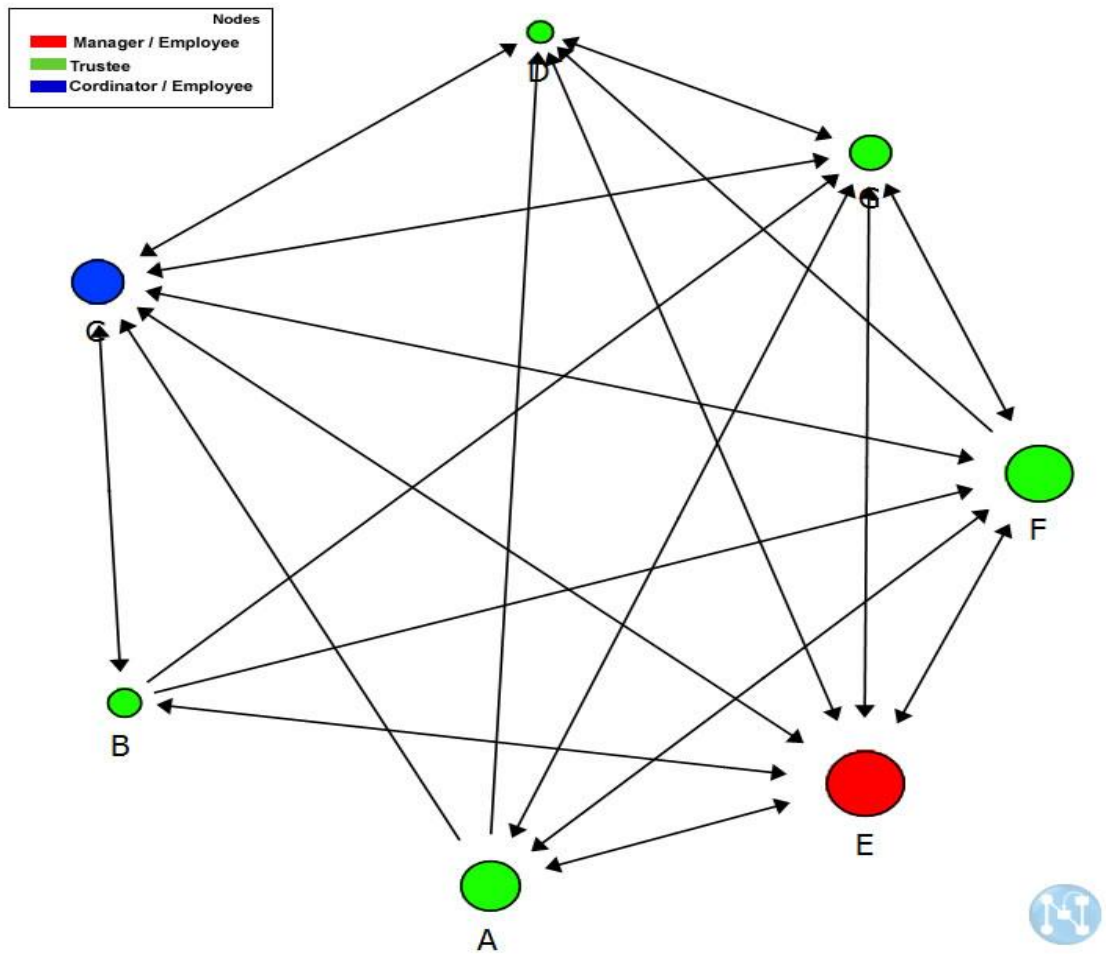 Nodes
Manager / Employee
Trustee
Cordinator / Employee
D
G
C
F
B
E
A